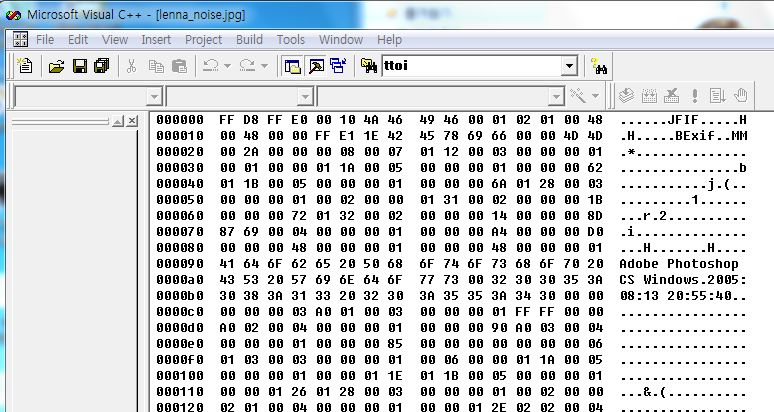 Microsoft Visual C++ - [lenna_noise.jpg]
File Edit View Insert Project Build Tools Window Help
ttoi
000000 FF D8 FF E0 00 10 4A 46 49 46 00 01 02 01 00 48 ......JFIF.....H
000010 00 48 00 00 FF E1 1E 42 45 78 69 66 00 00 4D 4D .H.....BExif..MM
000020 00 2A 00 00 00 08 00 07 01 12 00 03 00 00 00 01 .*..............
000030 00 01 00 00 01 1A 00 05 00 00 00 01 00 00 00 62 ...............b
000040 01 1B 00 05 00 00 00 01 00 00 00 6A 01 28 00 03 ...........j.(..
000050 00 00 00 01 00 02 00 00 01 31 00 02 00 00 00 1B .........1......
000060 00 00 00 72 01 32 00 02 00 00 00 14 00 00 00 8D ...r.2..........
000070 87 69 00 04 00 00 00 01 00 00 00 A4 00 00 00 D0 .i..............
000080 00 00 00 48 00 00 00 01 00 00 00 48 00 00 00 01 ...H.......H....
000090 41 64 6F 62 65 20 50 68 6F 74 6F 73 68 6F 70 20 Adobe Photoshop
0000a0 43 53 20 57 69 6E 64 6F 77 73 00 32 30 30 35 3A CS Windows.2005:
0000b0 30 38 3A 31 33 20 32 30 3A 35 35 3A 34 30 00 00 08:13 20:55:40..
0000c0 00 00 00 03 A0 01 00 03 00 00 00 01 FF FF 00 00 ................
0000d0 A0 02 00 04 00 00 00 01 00 00 00 90 A0 03 00 04 ................
0000e0 00 00 00 01 00 00 00 85 00 00 00 00 00 00 00 06 ................
0000f0 01 03 00 03 00 00 00 01 00 06 00 00 01 1A 00 05 ................
000100 00 00 00 01 00 00 01 1E 01 1B 00 05 00 00 00 01 ................
000110 00 00 01 26 01 28 00 03 00 00 00 01 00 02 00 00 ...&.(..........
000120 02 01 00 04 00 00 00 01 00 00 01 2E 02 02 00 04